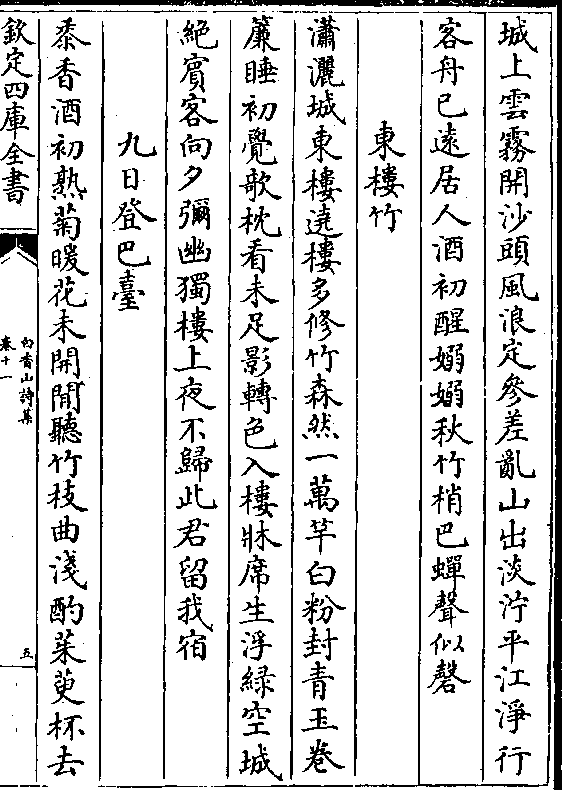 城上雲霧開沙頭風浪定參差亂山出淡泞平江淨行
客舟已遠居人酒初醒嫋嫋秋竹梢巴蟬聲似磬
東樓竹
瀟灑城東樓遶樓多修竹森然一萬竿白粉封青玉卷
簾睡初覺欹枕看未足影轉色入樓牀席生浮綠空城
絶賓客向夕彌幽獨樓上夜不歸此君留我宿
九日登巴臺
黍香酒初熟菊暖花未開閒聽竹枝曲淺酌茱萸杯去
欽定四庫全書
白香山詩集
卷十一
五